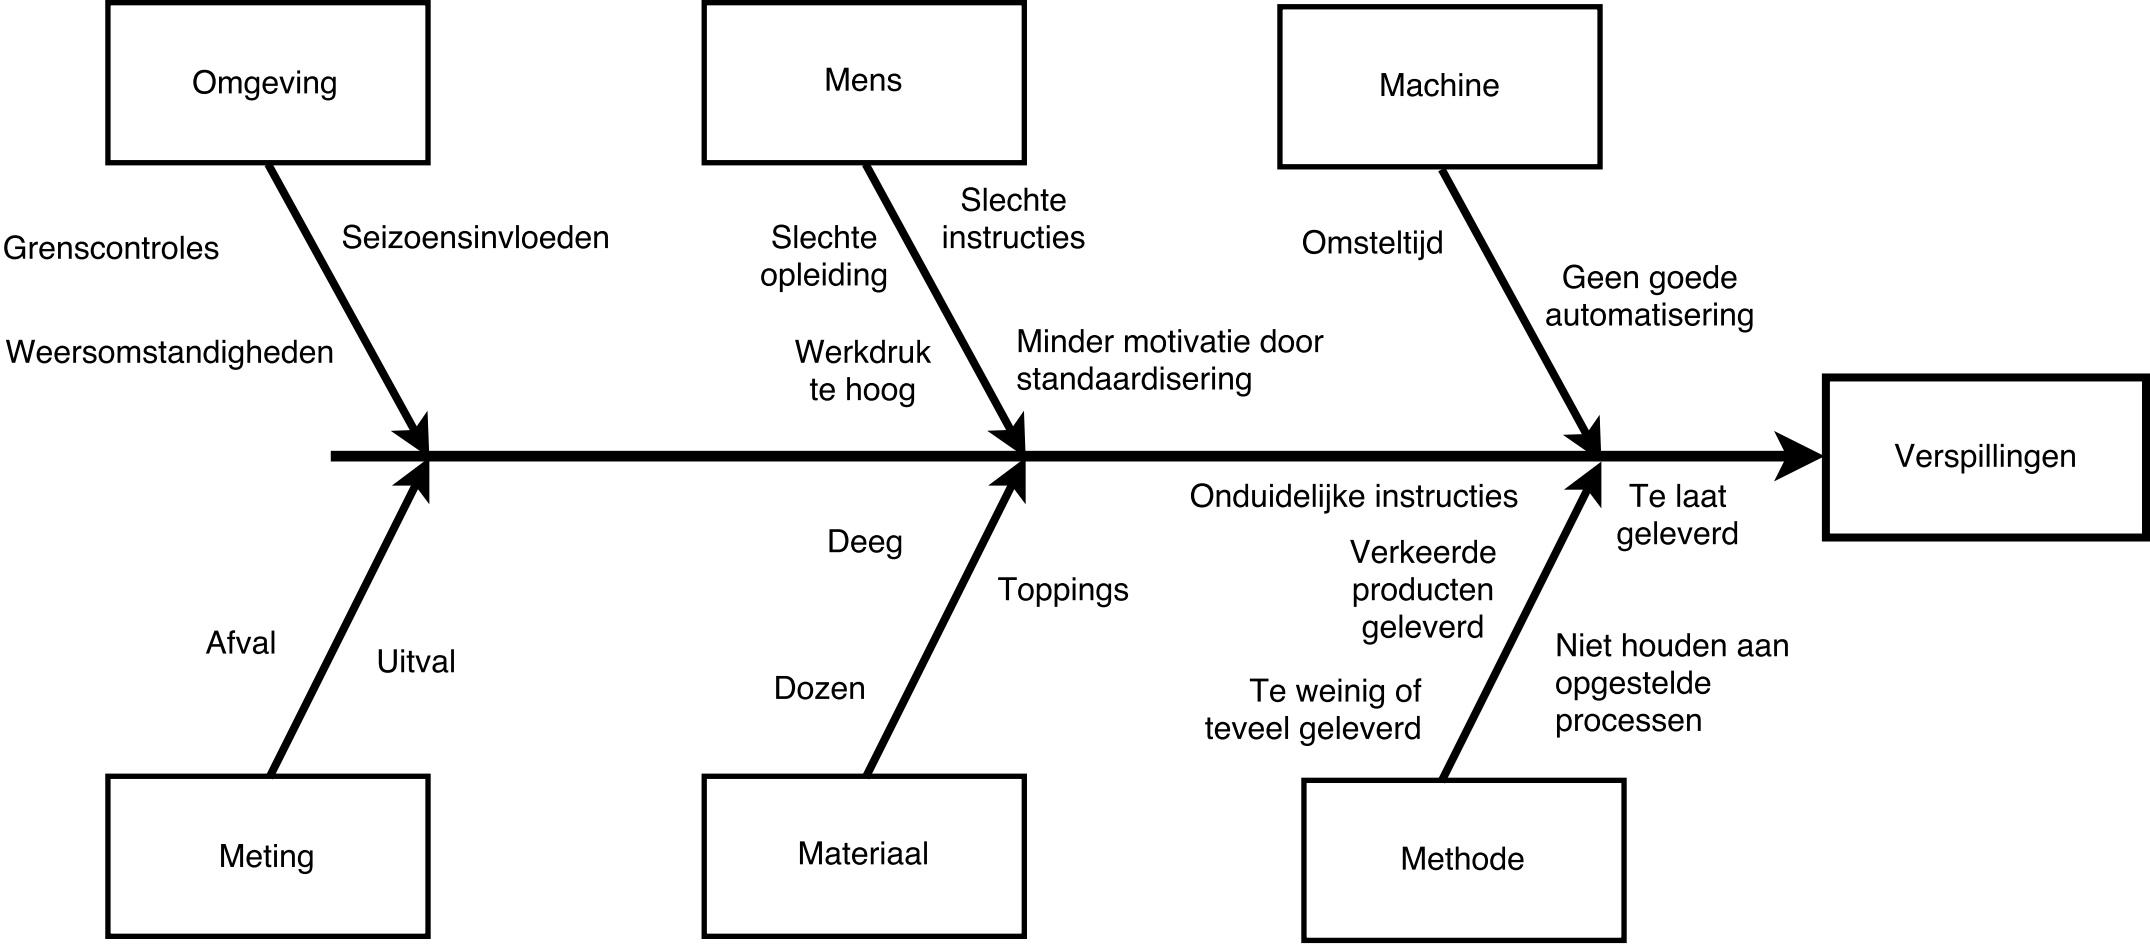 Omgeving
Mens
Machine
Grenscontroles
Seizoensinvloeden
Weersomstandigheden
Slechte
opleiding
Slechte
instructies
Werkdruk
te hoog
Minder motivatie door
standaardisering
Omsteltijd
Geen goede
automatisering
Verspillingen
Afval
Uitval
Deeg
Toppings
Dozen
Onduidelijke instructies
Verkeerde
producten
geleverd
Te weinig of
teveel geleverd
Te laat
geleverd
Niet houden aan
opgestelde
processen
Meting
Materiaal
Methode